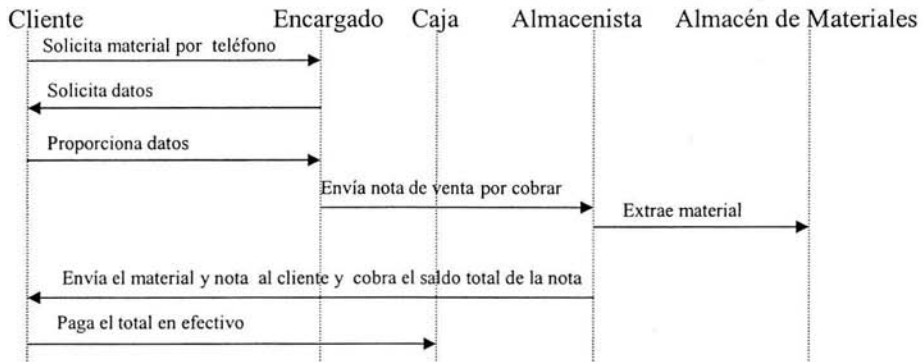 Cliente Encargado Caja Almacenista Almacén de Materiales
Solicita material por teléfono
Solicita datos
Proporciona datos
Envía nota de venta por cobrar
Extrae material
Envía el material y nota al cliente y cobra el saldo total de la nota
Paga el total en efectivo